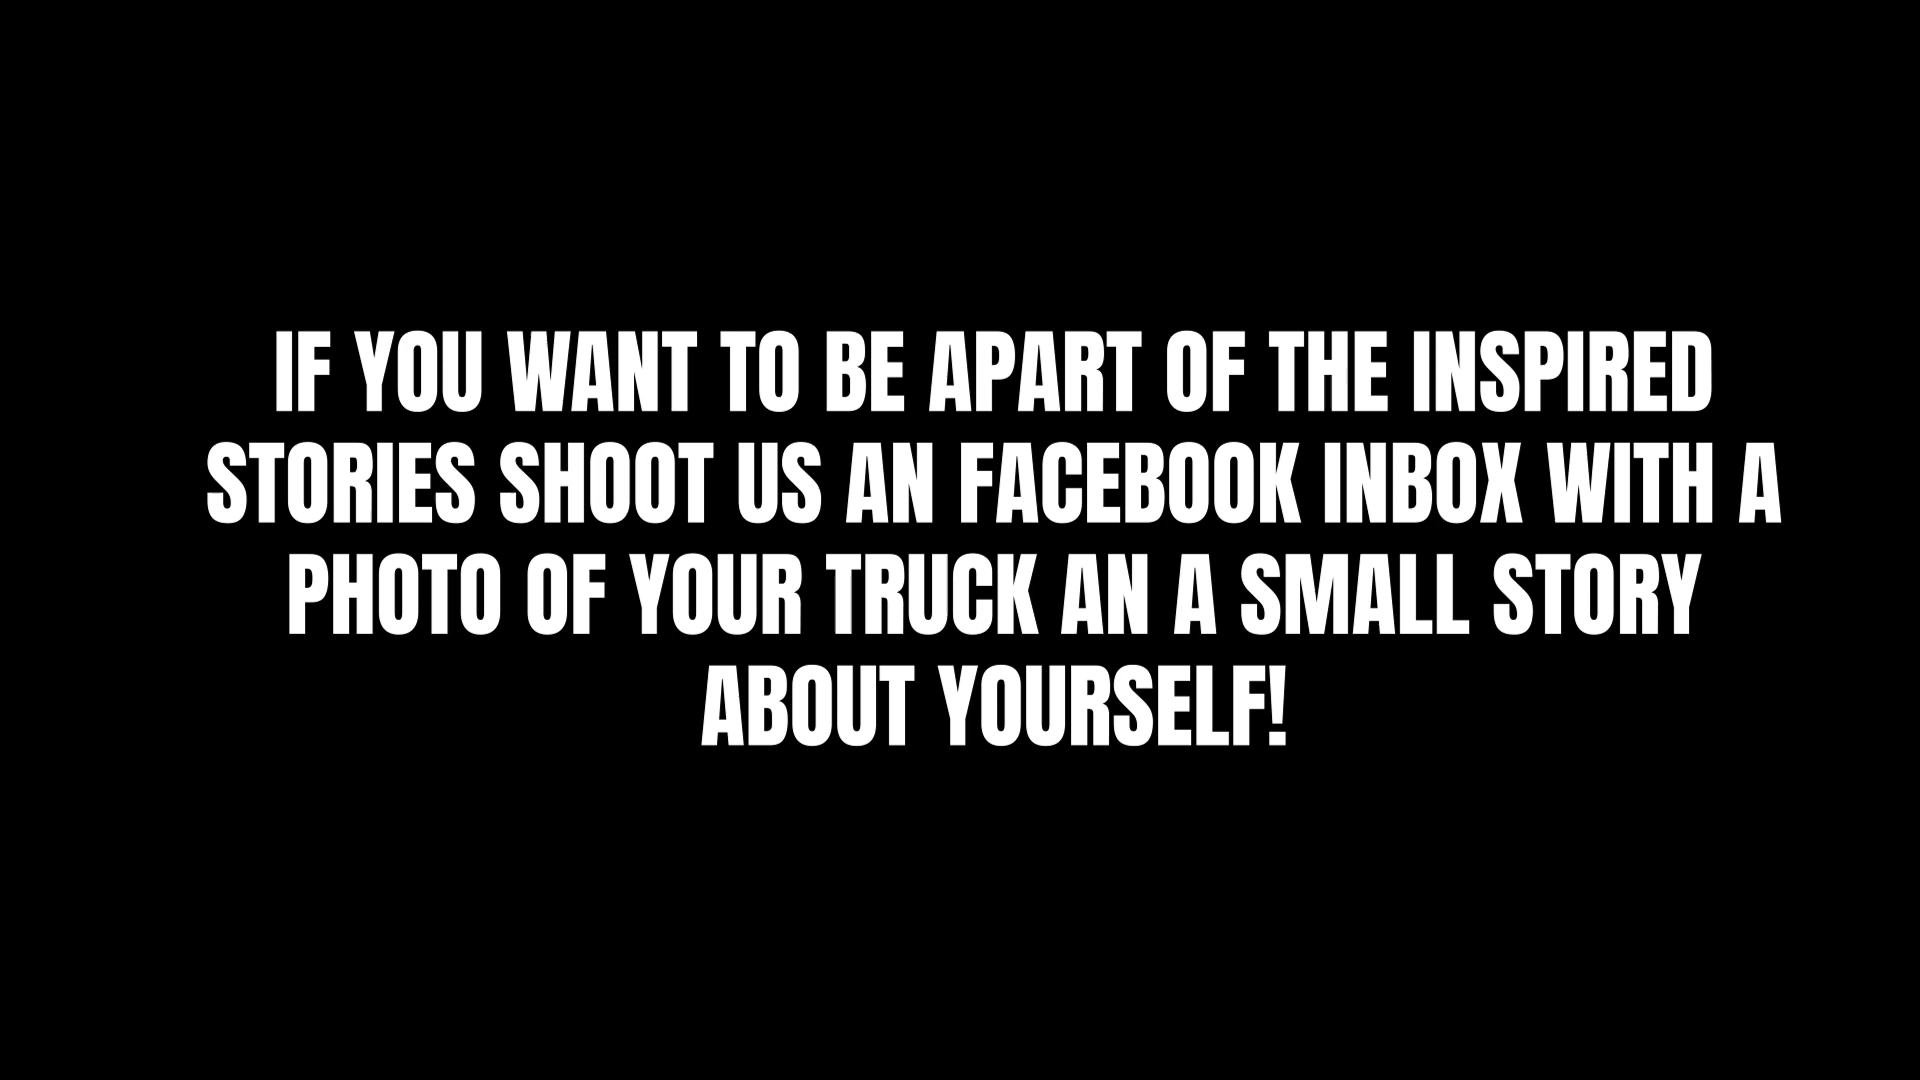 IF YOU WANT TO BE APART OF THE INSPIRED
STORIES SHOOT US AN FACEBOOK INBOX WITH A
PHOTO OF YOUR TRUCK AN A SMALL STORY
ABOUT YOURSELF!